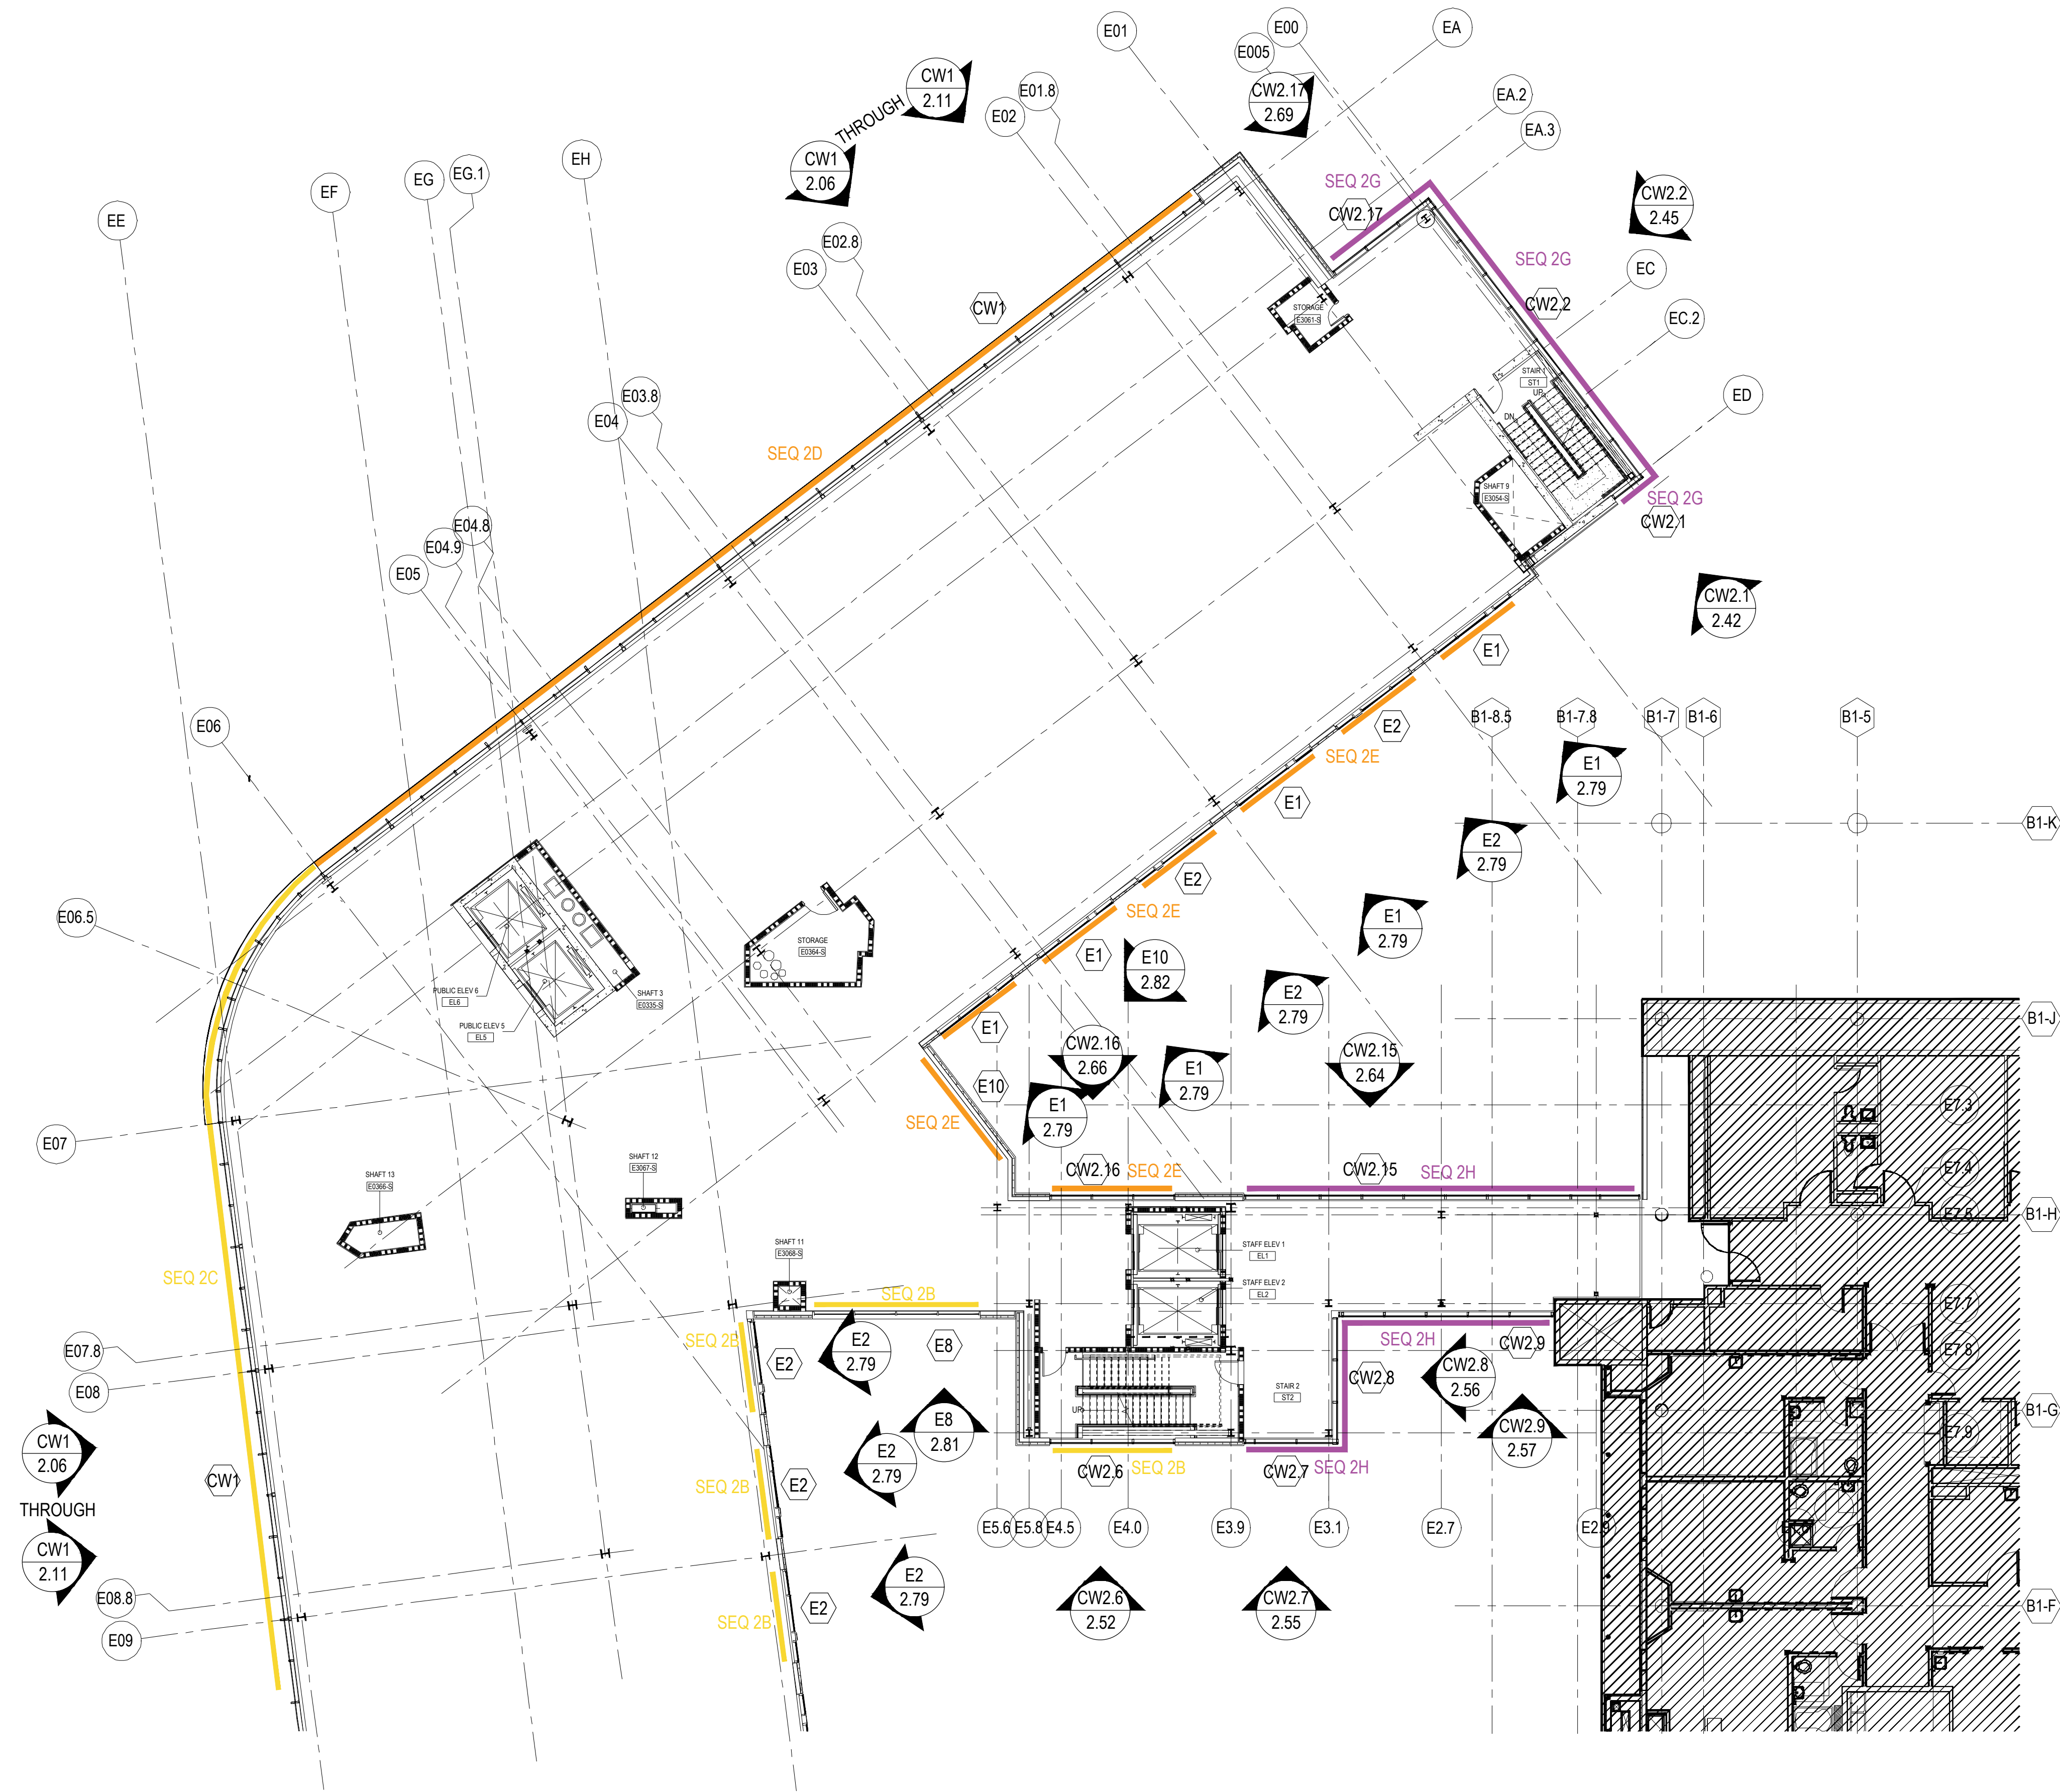 E01
E005
E00
EA
CW1
2.11
THROUGH
CW1
2.06
E02
E01.8
CW2.17
2.69
EA.2
EA.3
EE
EF
EG
EG.1
EH
E03
E02.8
SEQ 2G
CW2.17
CW2.2
2.45
SEQ 2G
EC
CW2.2
EC.2
CW1
STORAGE
E3061-S
STAIR 1
ST1
UP
DN
ED
E04
E03.8
SEQ 2D
SHAFT 9
E3054-S
SEQ 2G
CW2.1
E05
E04.9
E04.8
CW2.1
2.42
E1
E06
E2
SEQ 2E
B1-8.5
B1-7.8
B1-7
B1-6
B1-5
E1
2.79
E1
B1-K
E2
2.79
E2
E06.5
SEQ 2E
E1
2.79
STORAGE
E0364-S
E1
E10
2.82
PUBLIC ELEV 6
EL6
SHAFT 3
E0335-S
PUBLIC ELEV 5
EL5
E2
2.79
E1
B1-J
CW2.16
2.66
CW2.15
2.64
E1
2.79
E10
E1
2.79
SEQ 2E
E7.3
E07
SHAFT 13
E0366-S
SHAFT 12
E3067-S
CW2.16
SEQ 2E
CW2.15
SEQ 2H
E7.4
E7.5
B1-H
SHAFT 11
E3068-S
STAFF ELEV 1
EL1
SEQ 2C
STAFF ELEV 2
EL2
SEQ 2B
E7.7
SEQ 2B
E2
E2
2.79
E8
SEQ 2H
CW2.9
E07.8
E7.8
E08
CW2.8
CW2.8
2.56
STAIR 2
ST2
UP
E8
2.81
CW2.9
2.57
B1-G
E7.9
CW1
2.06
THROUGH
CW1
2.11
CW1
SEQ 2B
E2
E2
2.79
CW2.6
SEQ 2B
CW2.7
SEQ 2H
E5.6
E5.8
E4.5
E4.0
E3.9
E3.1
E2.7
E2.9
E08.8
E09
SEQ 2B
E2
E2
2.79
CW2.6
2.52
CW2.7
2.55
B1-F